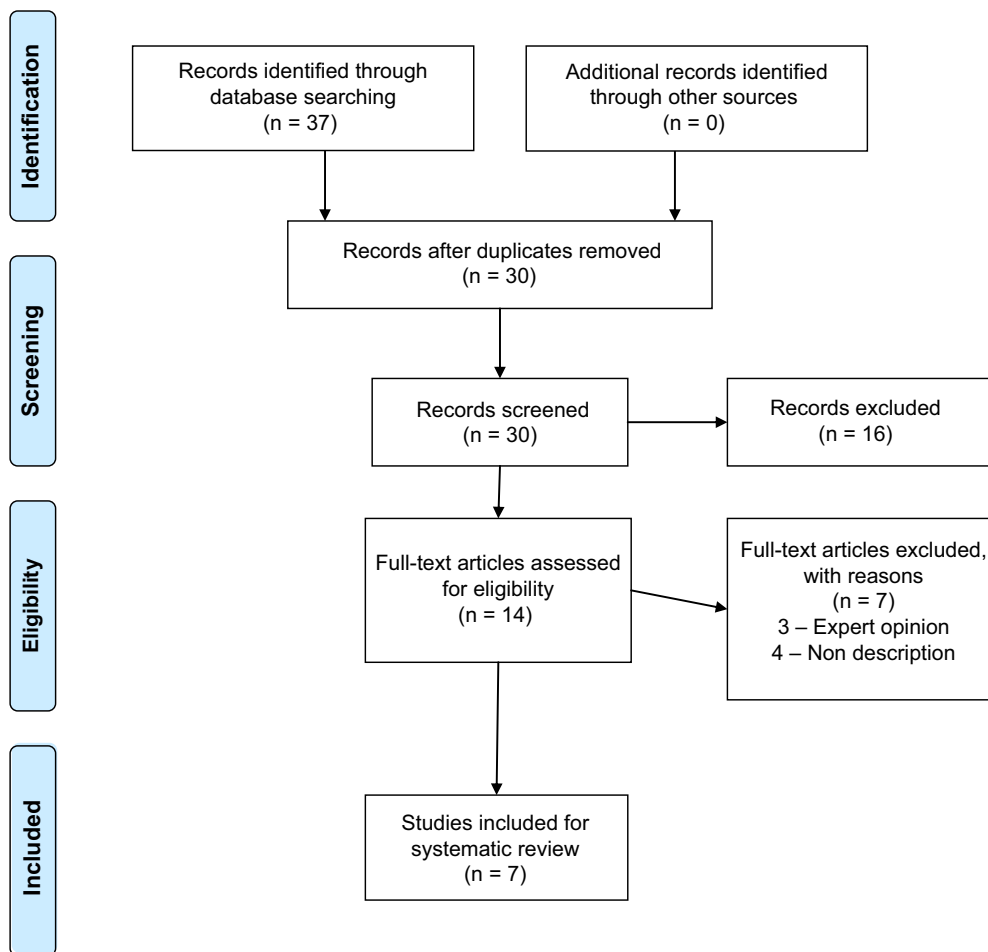 Identification
Records identified through
database searching
(n = 37)
Additional records identified
through other sources
(n = 0)
Screening
Records after duplicates removed
(n = 30)
Records screened
(n = 30)
Records excluded
(n = 16)
Eligibility
Full-text articles assessed
for eligibility
(n = 14)
Full-text articles excluded,
with reasons
(n = 7)
3 – Expert opinion
4 – Non description
Included
Studies included for
systematic review
(n = 7)